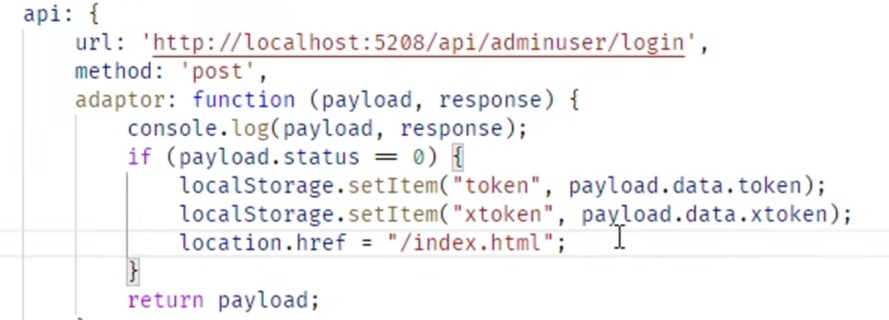 api: {
url: 'http://localhost:5208/api/adminuser/login',
method: 'post',
adaptor: function (payload, response) {
console.log(payload, response);
if (payload.status == 0) {
localStorage.setItem("token", payload.data.token);
localStorage.setItem("xtoken", payload.data.xtoken);
location.href = "/index.html";
}
return payload;